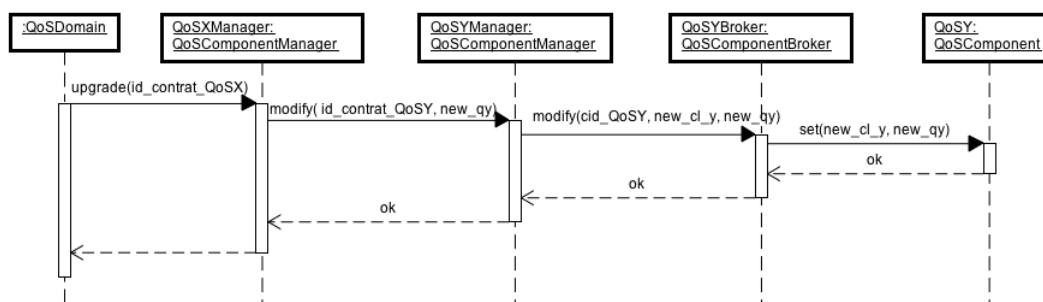 :QoSDomain
QoSXManager:
QoSComponentManager
QoSYManager:
QoSComponentManager
QoSYBroker:
QoSComponentBroker
QoSY:
QoSComponent
upgrade(id_contrat_QoSX)
modify( id_contrat_QoSY, new_qy)
modify(cid_QoSY, new_cl_y, new_qy)
set(new_cl_y, new_qy)
ok
ok
ok